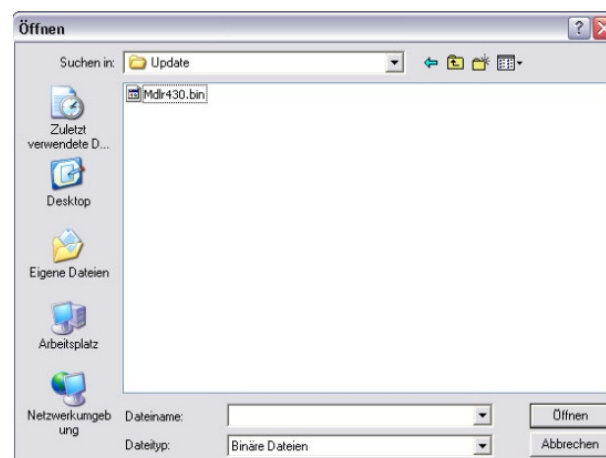 Öffnen
Suchen in:
Update
Mdlr430.bin
Zuletzt
verwendete D...
Desktop
Eigene Dateien
Arbeitsplatz
Netzwerkumgeb
ung
Dateiname:
Öffnen
Dateityp:
Binäre Dateien
Abbrechen